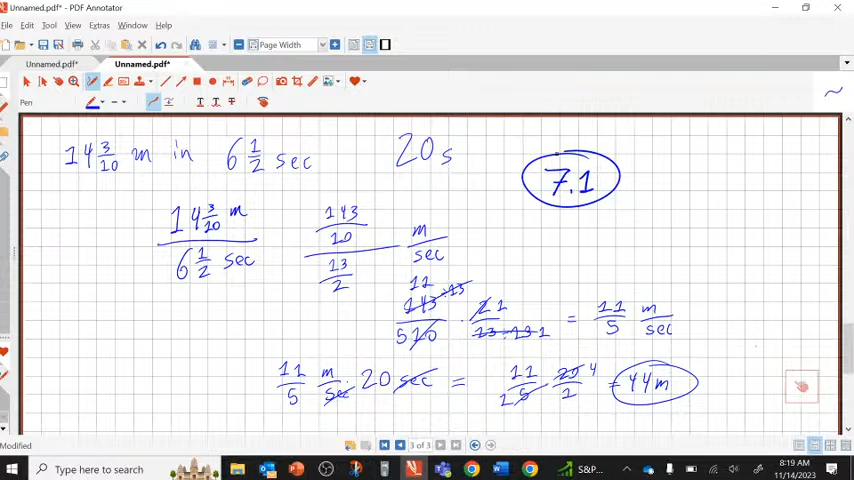 Unnamed.pdf* - PDF Annotator
File Edit Tool View Extras Window Help
Page Width
Unnamed.pdf* Unnamed.pdf*
Pen
14 3/10 m in 6 1/2 sec 20s
7.1
14 3/10 m / 6 1/2 sec
143/10 / 13/2 m/sec
11
143 ÷13 / 5 10 · 2 1 / 13 ÷13 1 = 11/5 m/sec
11/5 m/sec · 20 sec = 11/1 5 · 20 4/1 = 44m
Modified 3 of 3
Type here to search S&P... 8:19 AM
11/14/2023